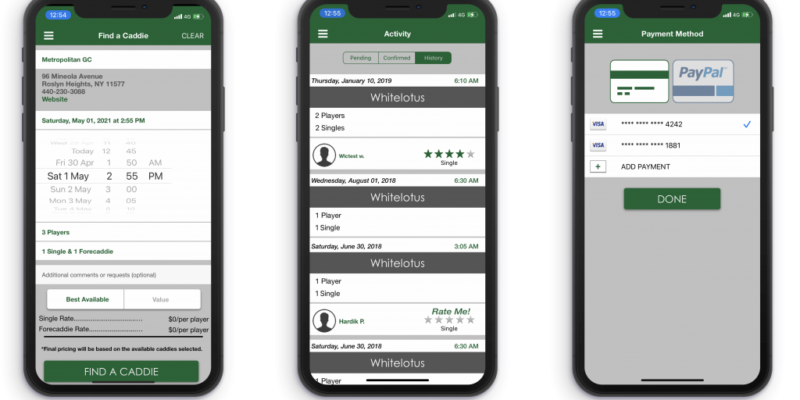 12:54
4G
Find a Caddie
CLEAR
Metropolitan GC
96 Mineola Avenue
Roslyn Heights, NY 11577
440-230-3088
Website
Saturday, May 01, 2021 at 2:55 PM
Today 12 45
Fri 30 Apr 1 50 AM
Sat 1 May 2 55 PM
Sun 2 May 3 00
Mon 3 May 4 05
3 Players
1 Single & 1 Forecaddie
Additional comments or requests (optional)
Best Available
Value
Single Rate.............................. $0/per player
Forecaddie Rate........................ $0/per player
*Final pricing will be based on the available caddies selected.
FIND A CADDIE
12:55
4G
Activity
Pending
Confirmed
History
Thursday, January 10, 2019 6:10 AM
Whitelotus
2 Players
2 Singles
Wictest w.
Single
Wednesday, August 01, 2018 6:30 AM
Whitelotus
1 Player
1 Single
Saturday, June 30, 2018 3:05 AM
Whitelotus
1 Player
1 Single
Hardik P.
Rate Me!
Single
Saturday, June 30, 2018 6:30 AM
Whitelotus
1 Player
12:55
4G
Payment Method
PayPal
VISA **** **** **** 4242
VISA **** **** **** 1881
+ ADD PAYMENT
DONE